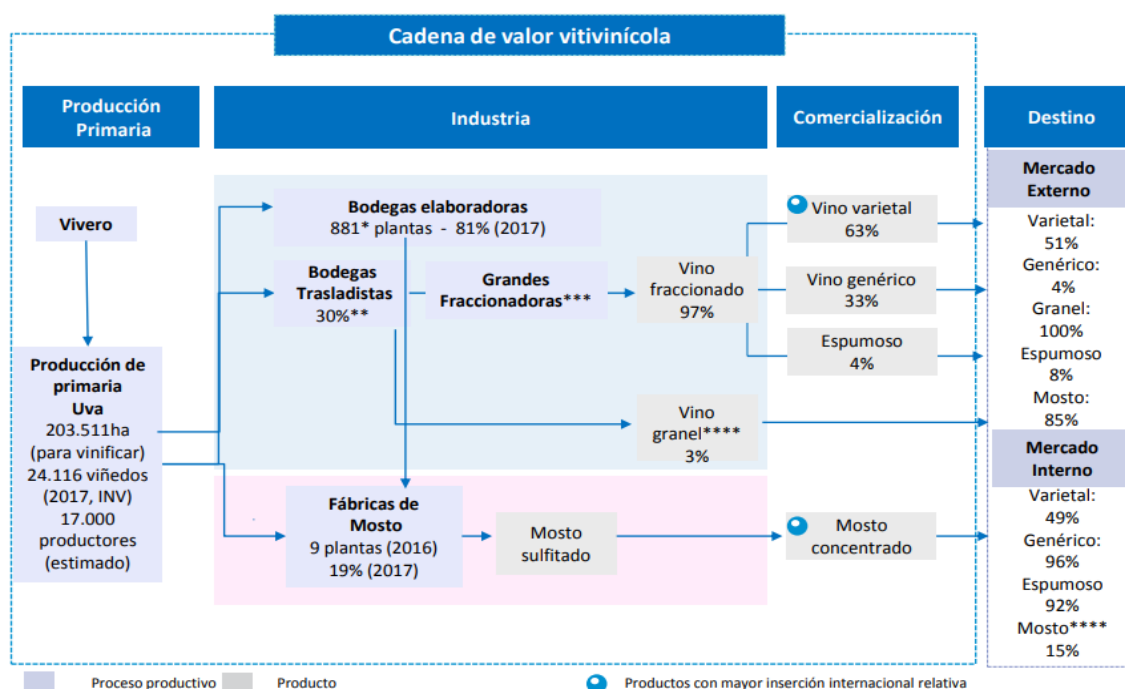 Cadena de valor vitivinícola
Producción
Primaria
Industria
Comercialización
Destino
Vivero
Producción de
primaria
Uva
203.511ha
(para vinificar)
24.116 viñedos
(2017, INV)
17.000
productores
(estimado)
Bodegas elaboradoras
881* plantas - 81% (2017)
Bodegas
Trasladistas
30%**
Grandes
Fraccionadoras***
Vino
fraccionado
97%
Vino
granel****
3%
Fábricas de
Mosto
9 plantas (2016)
19% (2017)
Mosto
sulfitado
Vino varietal
63%
Vino genérico
33%
Espumoso
4%
Mosto
concentrado
Mercado
Externo
Varietal:
51%
Genérico:
4%
Granel:
100%
Espumoso
8%
Mosto:
85%
Mercado
Interno
Varietal:
49%
Genérico:
96%
Espumoso
92%
Mosto****
15%
Proceso productivo
Producto
Productos con mayor inserción internacional relativa